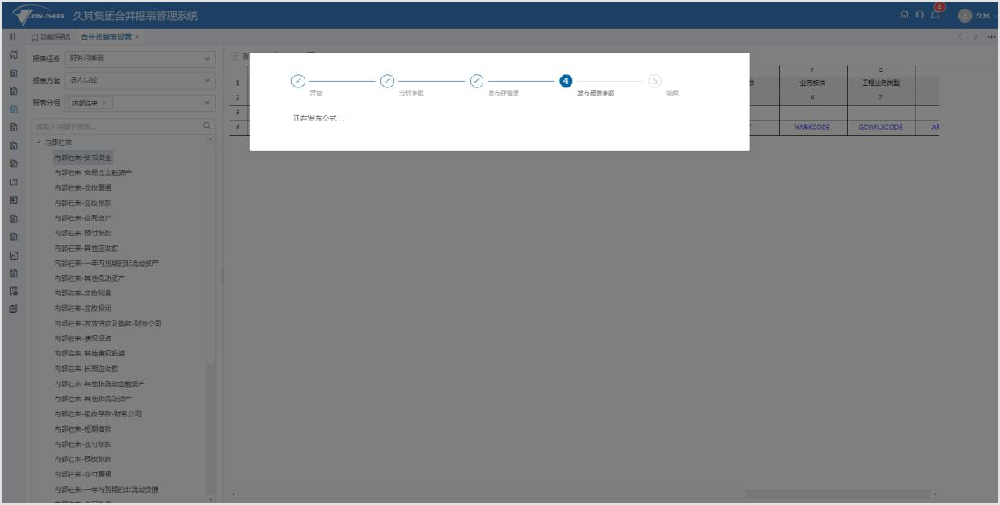 JOIN-CHEER 久其集团合并报表管理系统
4
久其
功能导航 合并抵销表设置 ×
报表任务 财务月季报
报表方案 法人口径
报表分组 内部往来 ×
请输入关键字搜索...
内部往来
内部往来-货币资金
内部往来-交易性金融资产
内部往来-应收票据
内部往来-应收账款
内部往来-合同资产
内部往来-预付账款
内部往来-其他应收款
内部往来-一年内到期的非流动资产
内部往来-其他流动资产
内部往来-应收利息
内部往来-应收股利
内部往来-发放贷款及垫款-财务公司
内部往来-债权投资
内部往来-其他债权投资
内部往来-长期应收款
内部往来-其他非流动金融资产
内部往来-其他非流动资产
内部往来-吸收存款-财务公司
内部往来-短期借款
内部往来-应付账款
内部往来-预收账款
内部往来-应付票据
内部往来-一年内到期的非流动负债
开始
分析参数
发布存储表
4
发布报表参数
5
结束
正在发布公式 . .
F G
1 业务板块 工程业务类型
2 6 7
3
4 YWBKCODE GCYWLXCODE AR